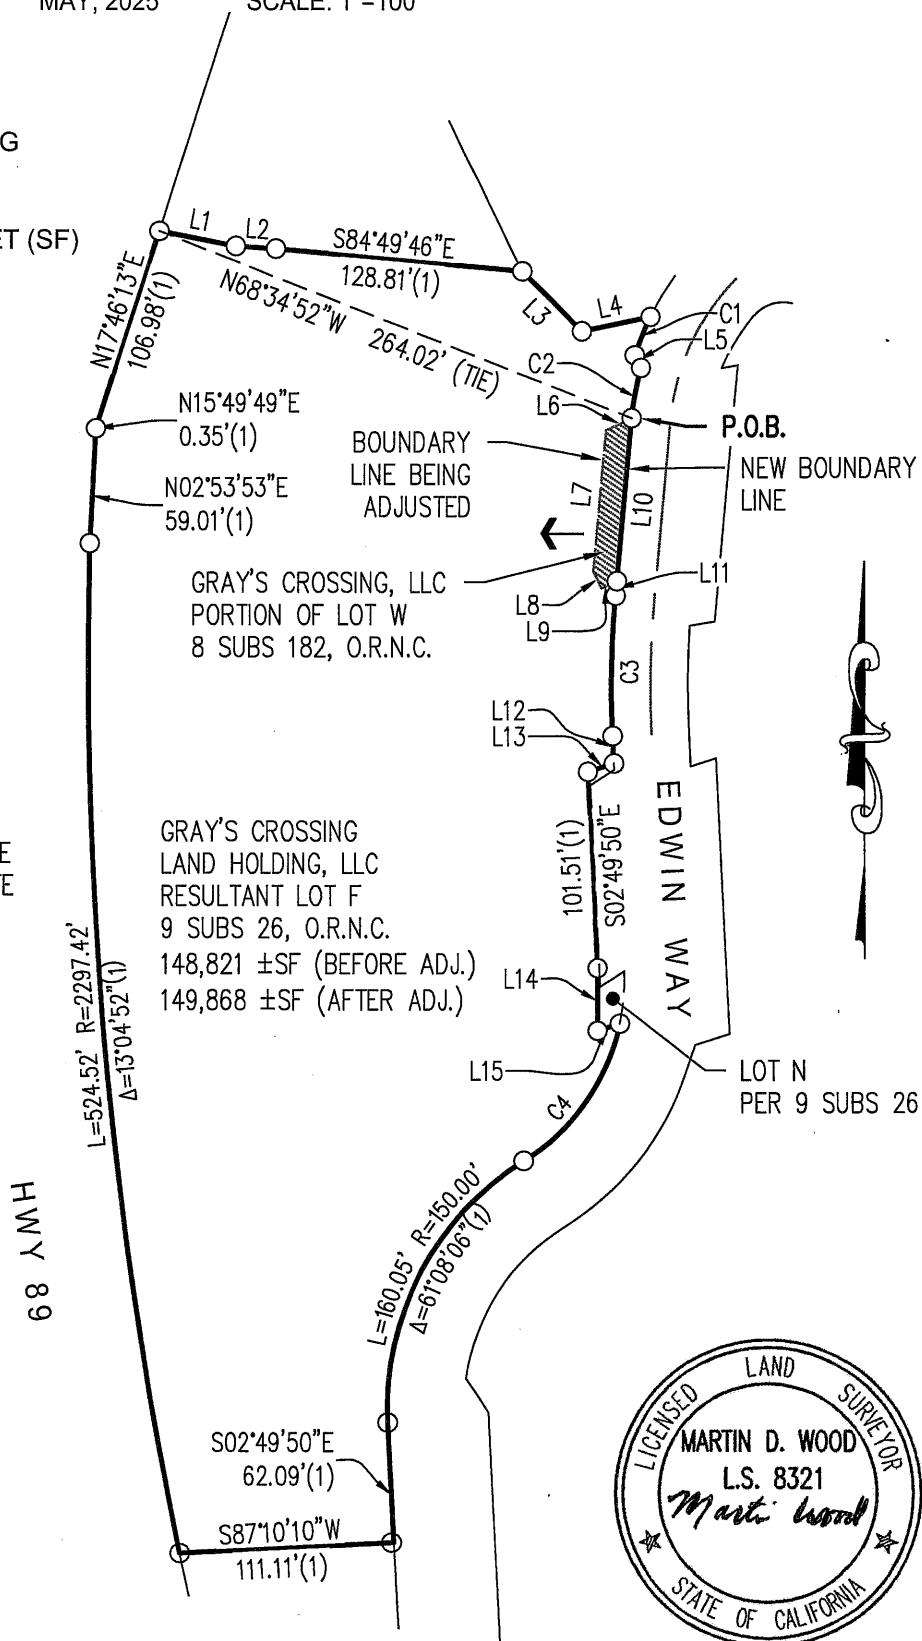 MAY, 2025 SCALE: 1"=100'
G
ET (SF)
L1
L2
S84°49'46"E
128.81'(1)
N68°34'52"W 264.02' (TIE)
L3
L4
C1
L5
C2
L6
P.O.B.
N17°46'13"E
106.98'(1)
N15°49'49"E
0.35'(1)
N02°53'53"E
59.01'(1)
BOUNDARY
LINE BEING
ADJUSTED
L7
L10
NEW BOUNDARY
LINE
GRAY'S CROSSING, LLC
PORTION OF LOT W
8 SUBS 182, O.R.N.C.
L11
L8
L9
C3
L12
L13
101.51'(1)
S02°49'50"E
EDWIN WAY
E
TE
GRAY'S CROSSING
LAND HOLDING, LLC
RESULTANT LOT F
9 SUBS 26, O.R.N.C.
148,821 ±SF (BEFORE ADJ.)
149,868 ±SF (AFTER ADJ.)
L14
L15
LOT N
PER 9 SUBS 26
C4
L=524.52' R=2297.42'
Δ=13°04'52"(1)
HWY 89
L=160.05' R=150.00'
Δ=61°08'06"(1)
S02°49'50"E
62.09'(1)
S87°10'10"W
111.11'(1)
LICENSED LAND SURVEYOR
MARTIN D. WOOD
L.S. 8321
Martin Wood
STATE OF CALIFORNIA